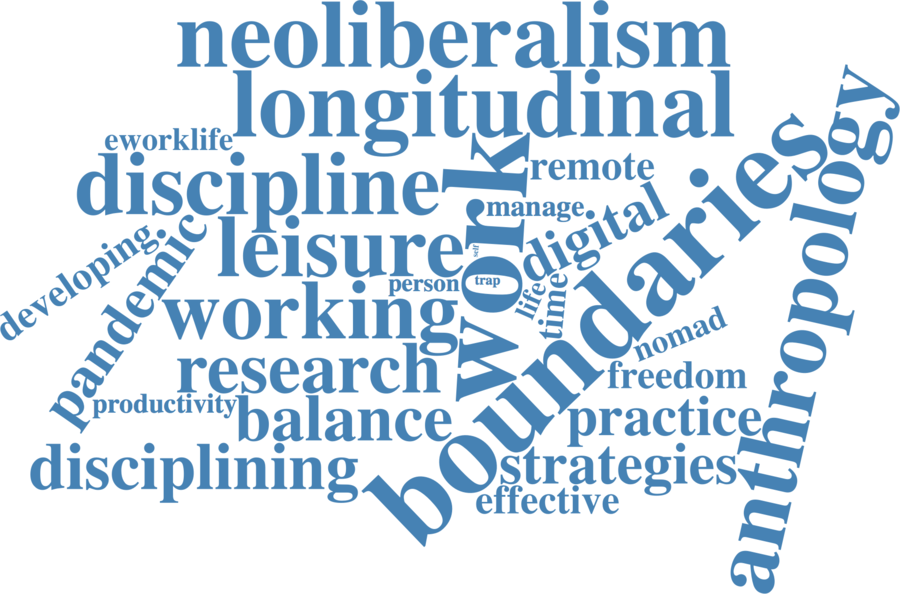 neoliberalism
longitudinal
eworklife
discipline
work
remote
manage
boundaries
anthropology
leisure
self
digital
developing
pandemic
person
trap
life
time
working
nomad
research
freedom
productivity
balance
practice
disciplining
strategies
effective